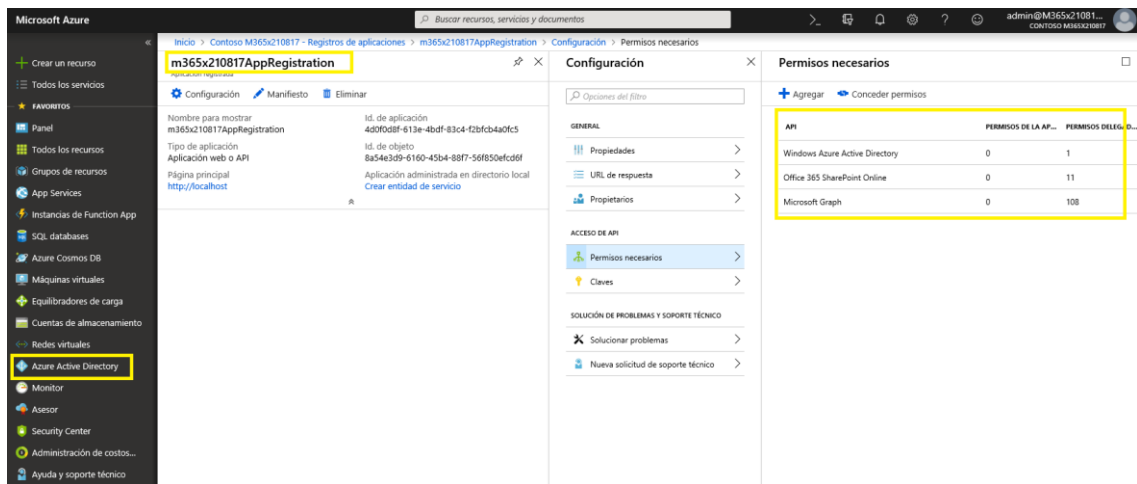 Microsoft Azure
Buscar recursos, servicios y documentos
admin@M365x21081...
CONTOSO M365X210817
Crear un recurso
Todos los servicios
FAVORITOS
Panel
Todos los recursos
Grupos de recursos
App Services
Instancias de Function App
SQL databases
Azure Cosmos DB
Máquinas virtuales
Equilibradores de carga
Cuentas de almacenamiento
Redes virtuales
Azure Active Directory
Monitor
Asesor
Security Center
Administración de costos...
Ayuda y soporte técnico
Inicio > Contoso M365x210817 - Registros de aplicaciones > m365x210817AppRegistration > Configuración > Permisos necesarios
m365x210817AppRegistration
Aplicación registrada
Configuración Manifiesto Eliminar
Nombre para mostrar
m365x210817AppRegistration
Tipo de aplicación
Aplicación web o API
Página principal
http://localhost
Id. de aplicación
4d0f0d8f-613e-4bdf-83c4-f2bfcb4a0fc5
Id. de objeto
8a54e3d9-6160-45b4-88f7-56f850efcd6f
Aplicación administrada en directorio local
Crear entidad de servicio
Configuración
Opciones del filtro
GENERAL
Propiedades
URL de respuesta
Propietarios
ACCESO DE API
Permisos necesarios
Claves
SOLUCIÓN DE PROBLEMAS Y SOPORTE TÉCNICO
Solucionar problemas
Nueva solicitud de soporte técnico
Permisos necesarios
Agregar Conceder permisos
API PERMISOS DE LA AP... PERMISOS DELEGAD...
Windows Azure Active Directory 0 1
Office 365 SharePoint Online 0 11
Microsoft Graph 0 108